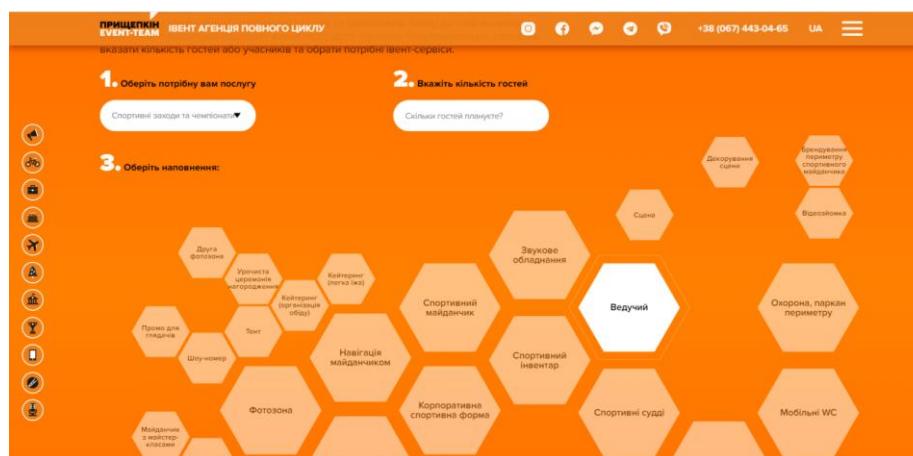 ПРИЩЕПКІН
EVENT-TEAM
ІВЕНТ АГЕНЦІЯ ПОВНОГО ЦИКЛУ
+38 (067) 443-04-65
UA
вказати кількість гостей або учасників та обрати потрібні івент-сервіси.
1. Оберіть потрібну вам послугу
2. Вкажіть кількість гостей
Спортивні заходи та чемпіонати
Скільки гостей плануєте?
3. Оберіть наповнення:
Декорування
сцени
Брендування
периметру
спортивного
майданчика
Сцена
Відеозйомка
Друга
фотозона
Урочиста
церемонія
нагородження
Кейтеринг
(легка їжа)
Кейтеринг
(організація
обіду)
Звукове
обладнання
Спортивний
майданчик
Ведучий
Охорона, паркан
периметру
Промо для
глядачів
Тент
Шоу-номер
Навігація
майданчиком
Спортивний
інвентар
Фотозона
Корпоративна
спортивна форма
Спортивні судді
Мобільні WC
Майданчик
з майстер-
класами